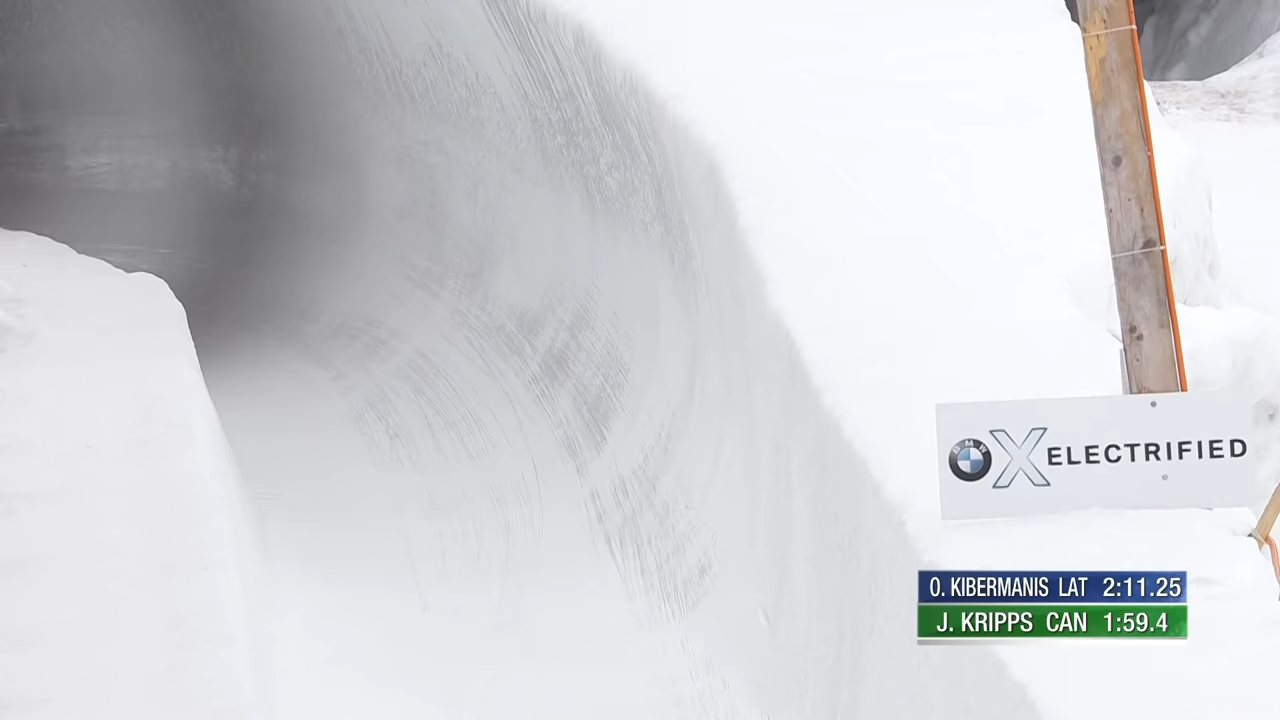 BMW
X ELECTRIFIED
O. KIBERMANIS LAT 2:11.25
J. KRIPPS CAN 1:59.4